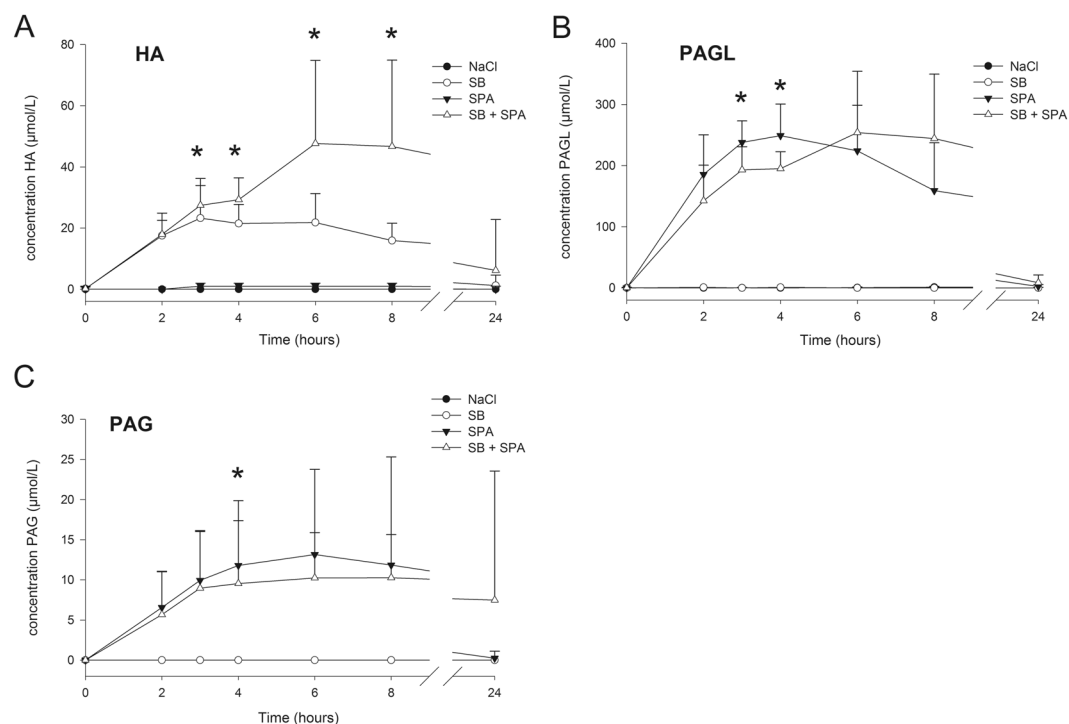 A
HA
*
*
*
*
NaCl
SB
SPA
SB + SPA
concentration HA (µmol/L)
80
60
40
20
0
0
2
4
6
8
24
Time (hours)
B
PAGL
*
*
NaCl
SB
SPA
SB + SPA
concentration PAGL (µmol/L)
400
300
200
100
0
0
2
4
6
8
24
Time (hours)
C
PAG
*
NaCl
SB
SPA
SB + SPA
concentration PAG (µmol/L)
30
25
20
15
10
5
0
0
2
4
6
8
24
Time (hours)